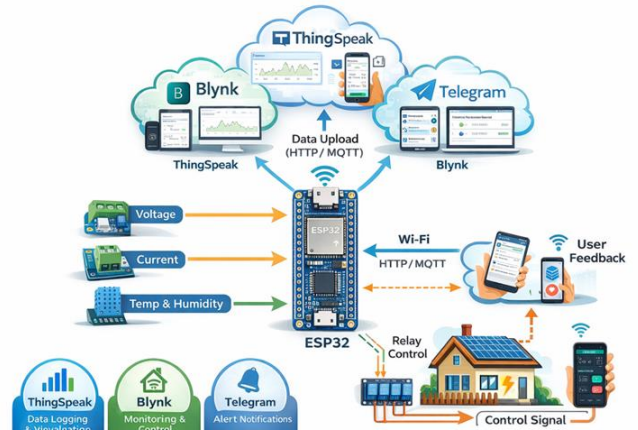 ThingSpeak
Blynk
Telegram
ThingSpeak
Data Upload
(HTTP / MQTT)
Blynk
Voltage
ESP32
Current
Wi-Fi
HTTP / MQTT
User
Feedback
Temp & Humidity
ESP32
Relay
Control
ThingSpeak
Data Logging
Blynk
Monitoring &
Control
Telegram
Alert Notifications
Control Signal